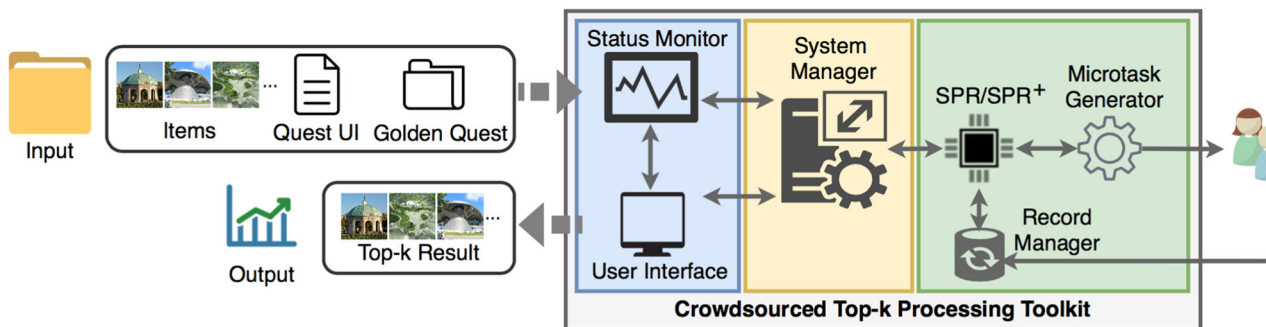 Input
Items
...
Quest UI
Golden Quest
Output
Top-k Result
...
Status Monitor
User Interface
System
Manager
SPR/SPR+
Microtask
Generator
Record
Manager
Crowdsourced Top-k Processing Toolkit